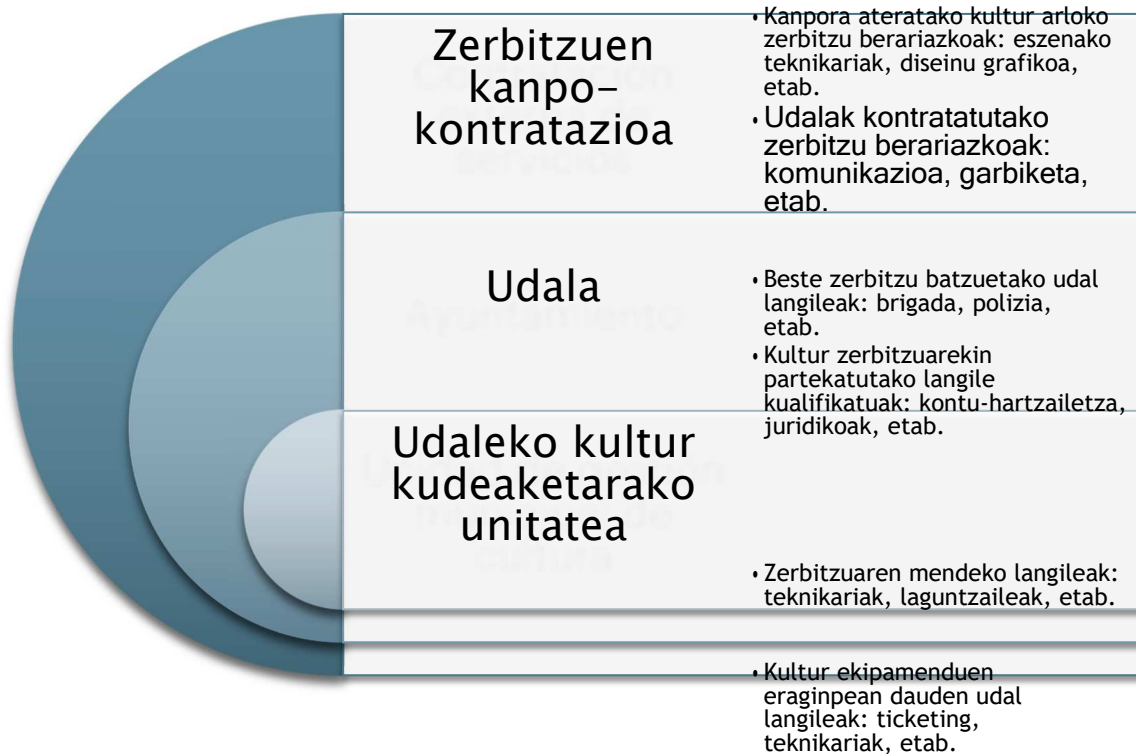 Zerbitzuen
kanpo-
kontratazioa
• Kanpora ateratako kultur arloko
zerbitzu berariazkoak: eszenako
teknikariak, diseinu grafikoa,
etab.
• Udalak kontratatutako
zerbitzu berariazkoak:
komunikazioa, garbiketa,
etab.
Udala
• Beste zerbitzu batzuetako udal
langileak: brigada, polizia,
etab.
• Kultur zerbitzuarekin
partekatutako langile
kualifikatuak: kontu-hartzailetza,
juridikoak, etab.
Udaleko kultur
kudeaketarako
unitatea
• Zerbitzuaren mendeko langileak:
teknikariak, laguntzaileak, etab.
• Kultur ekipamenduen
eraginpean dauden udal
langileak: ticketing,
teknikariak, etab.